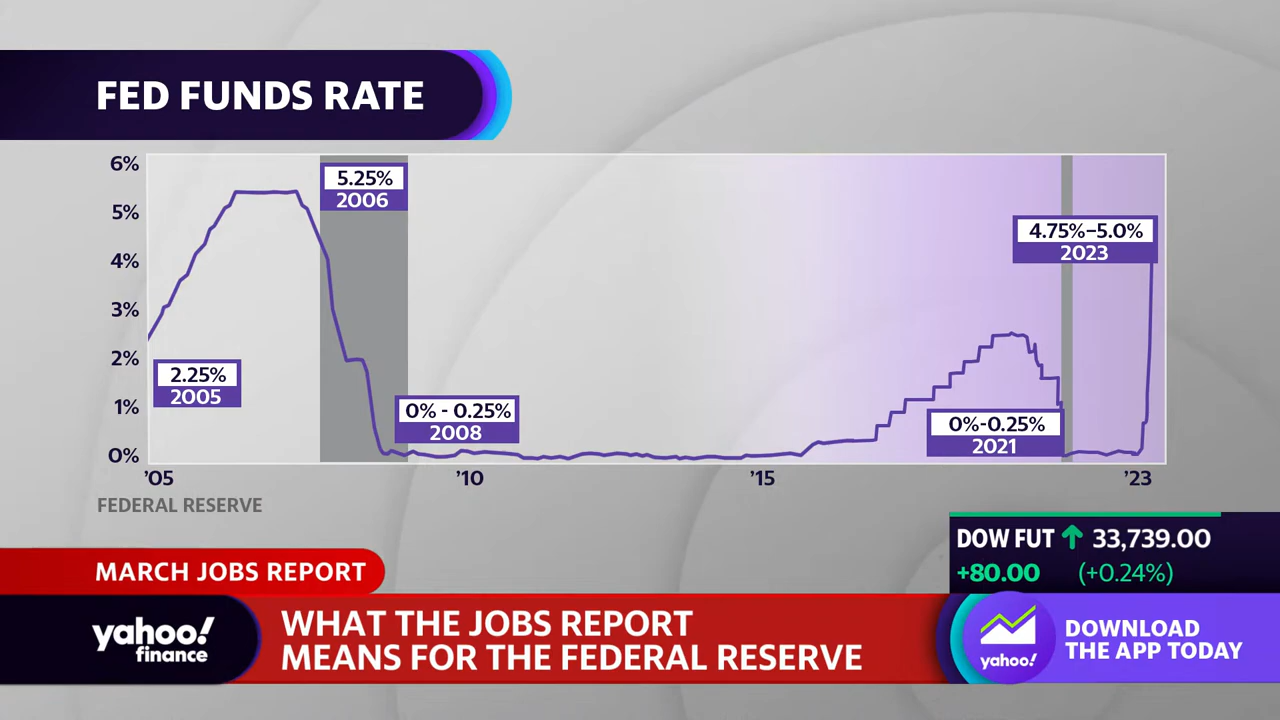 FED FUNDS RATE
6%
5%
4%
3%
2%
1%
0%
5.25%
2006
4.75%–5.0%
2023
2.25%
2005
0% - 0.25%
2008
0%-0.25%
2021
’05
’10
’15
’23
FEDERAL RESERVE
DOW FUT 33,739.00
+80.00 (+0.24%)
MARCH JOBS REPORT
yahoo!
finance
WHAT THE JOBS REPORT
MEANS FOR THE FEDERAL RESERVE
yahoo!
DOWNLOAD
THE APP TODAY